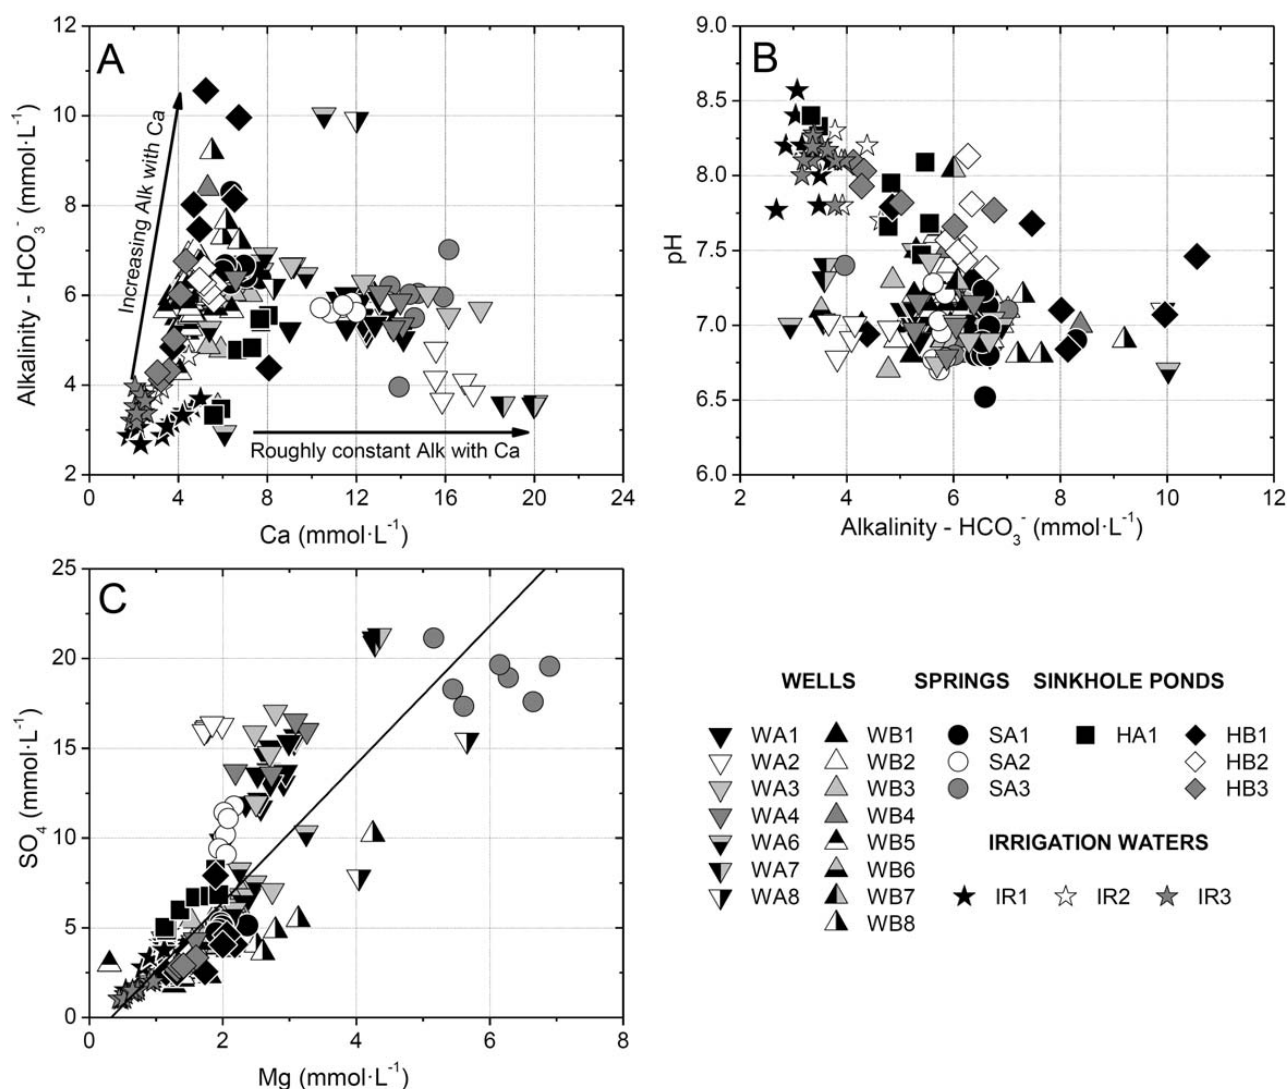 A
12
10
8
6
4
2
Alkalinity - HCO₃⁻ (mmol·L⁻¹)
Increasing Alk with Ca
Roughly constant Alk with Ca
0 4 8 12 16 20 24
Ca (mmol·L⁻¹)
B
9.0
8.5
8.0
7.5
7.0
6.5
6.0
pH
2 4 6 8 10 12
Alkalinity - HCO₃⁻ (mmol·L⁻¹)
C
25
20
15
10
5
0
SO₄ (mmol·L⁻¹)
0 2 4 6 8
Mg (mmol·L⁻¹)
WELLS SPRINGS SINKHOLE PONDS
WA1 WB1 SA1 HA1 HB1
WA2 WB2 SA2 HB2
WA3 WB3 SA3 HB3
WA4 WB4
WA6 WB5 IRRIGATION WATERS
WA7 WB6
WA8 WB7 IR1 IR2 IR3
WB8